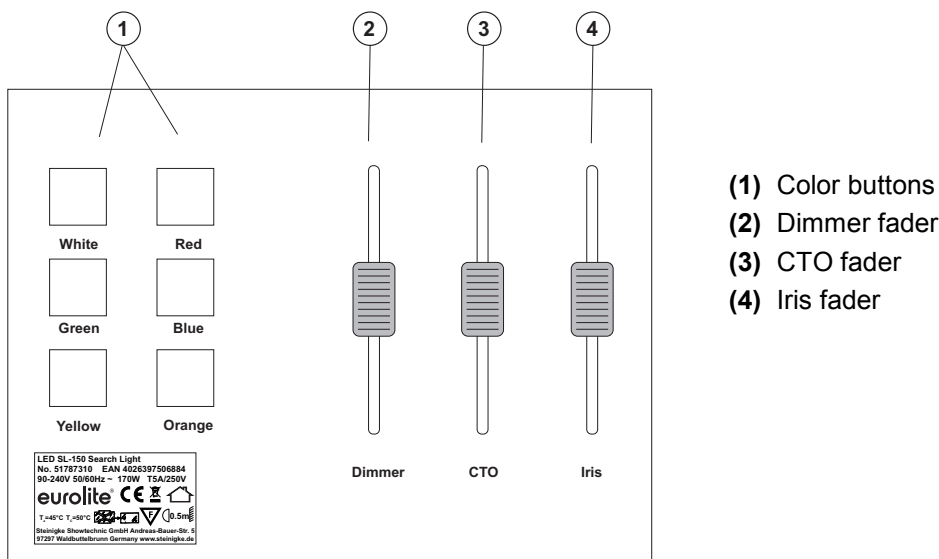 1
2
3
4
White Red
Green Blue
Yellow Orange
Dimmer CTO Iris
LED SL-150 Search Light
No. 51787310 EAN 4026397506884
90-240V 50/60Hz ~ 170W T5A/250V
eurolite® CE
Tₐ=45°C T꜀=50°C F 0.5m
Steinigke Showtechnic GmbH Andreas-Bauer-Str. 5
97297 Waldbuttelbrunn Germany www.steinigke.de
(1) Color buttons
(2) Dimmer fader
(3) CTO fader
(4) Iris fader